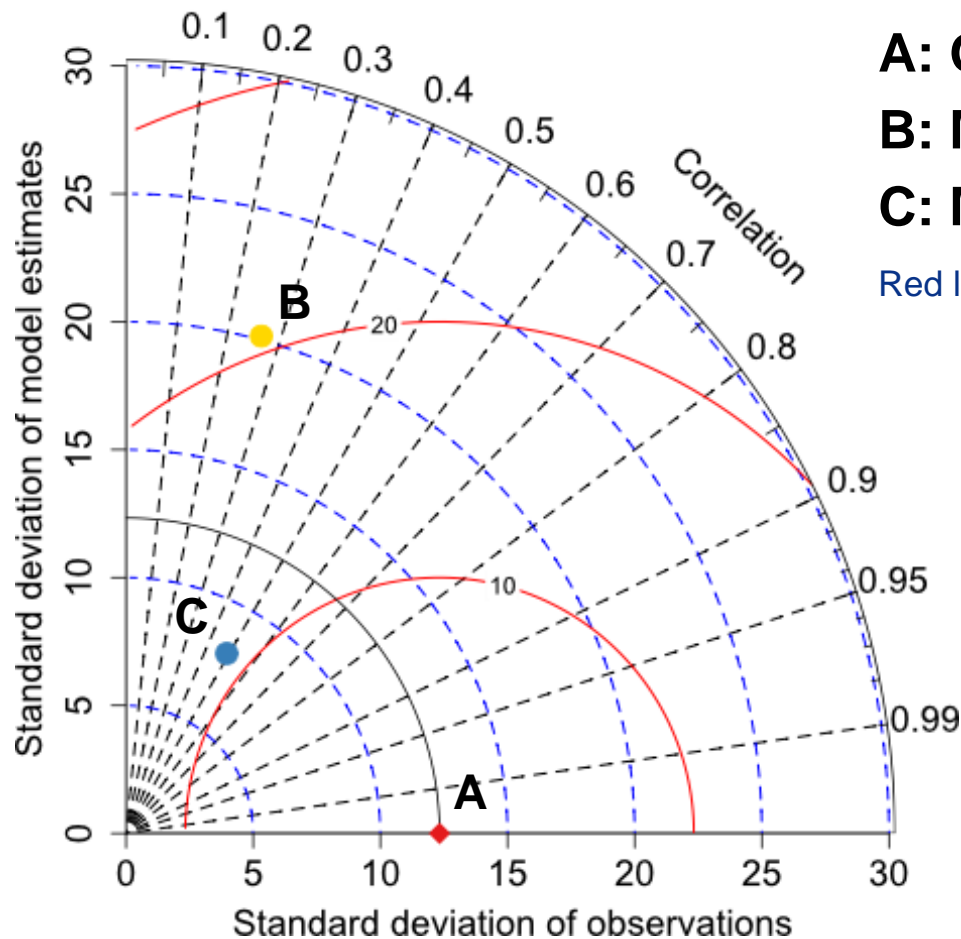 0.1
0.2
0.3
0.4
0.5
0.6
0.7
0.8
0.9
0.95
0.99
Correlation
A:
B:
C:
Red
Standard deviation of model estimates
30
25
20
15
10
5
0
B
20
C
10
A
0 5 10 15 20 25 30
Standard deviation of observations